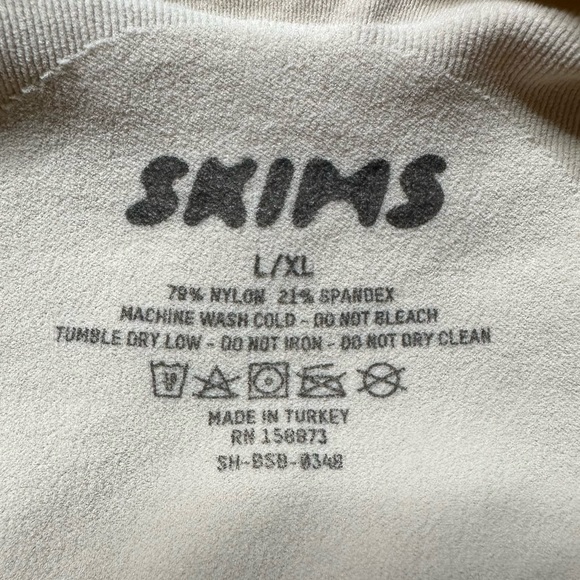 SKIMS
L/XL
79% NYLON 21% SPANDEX
MACHINE WASH COLD - DO NOT BLEACH
TUMBLE DRY LOW - DO NOT IRON - DO NOT DRY CLEAN
MADE IN TURKEY
RN 158873
SH-BSB-0348